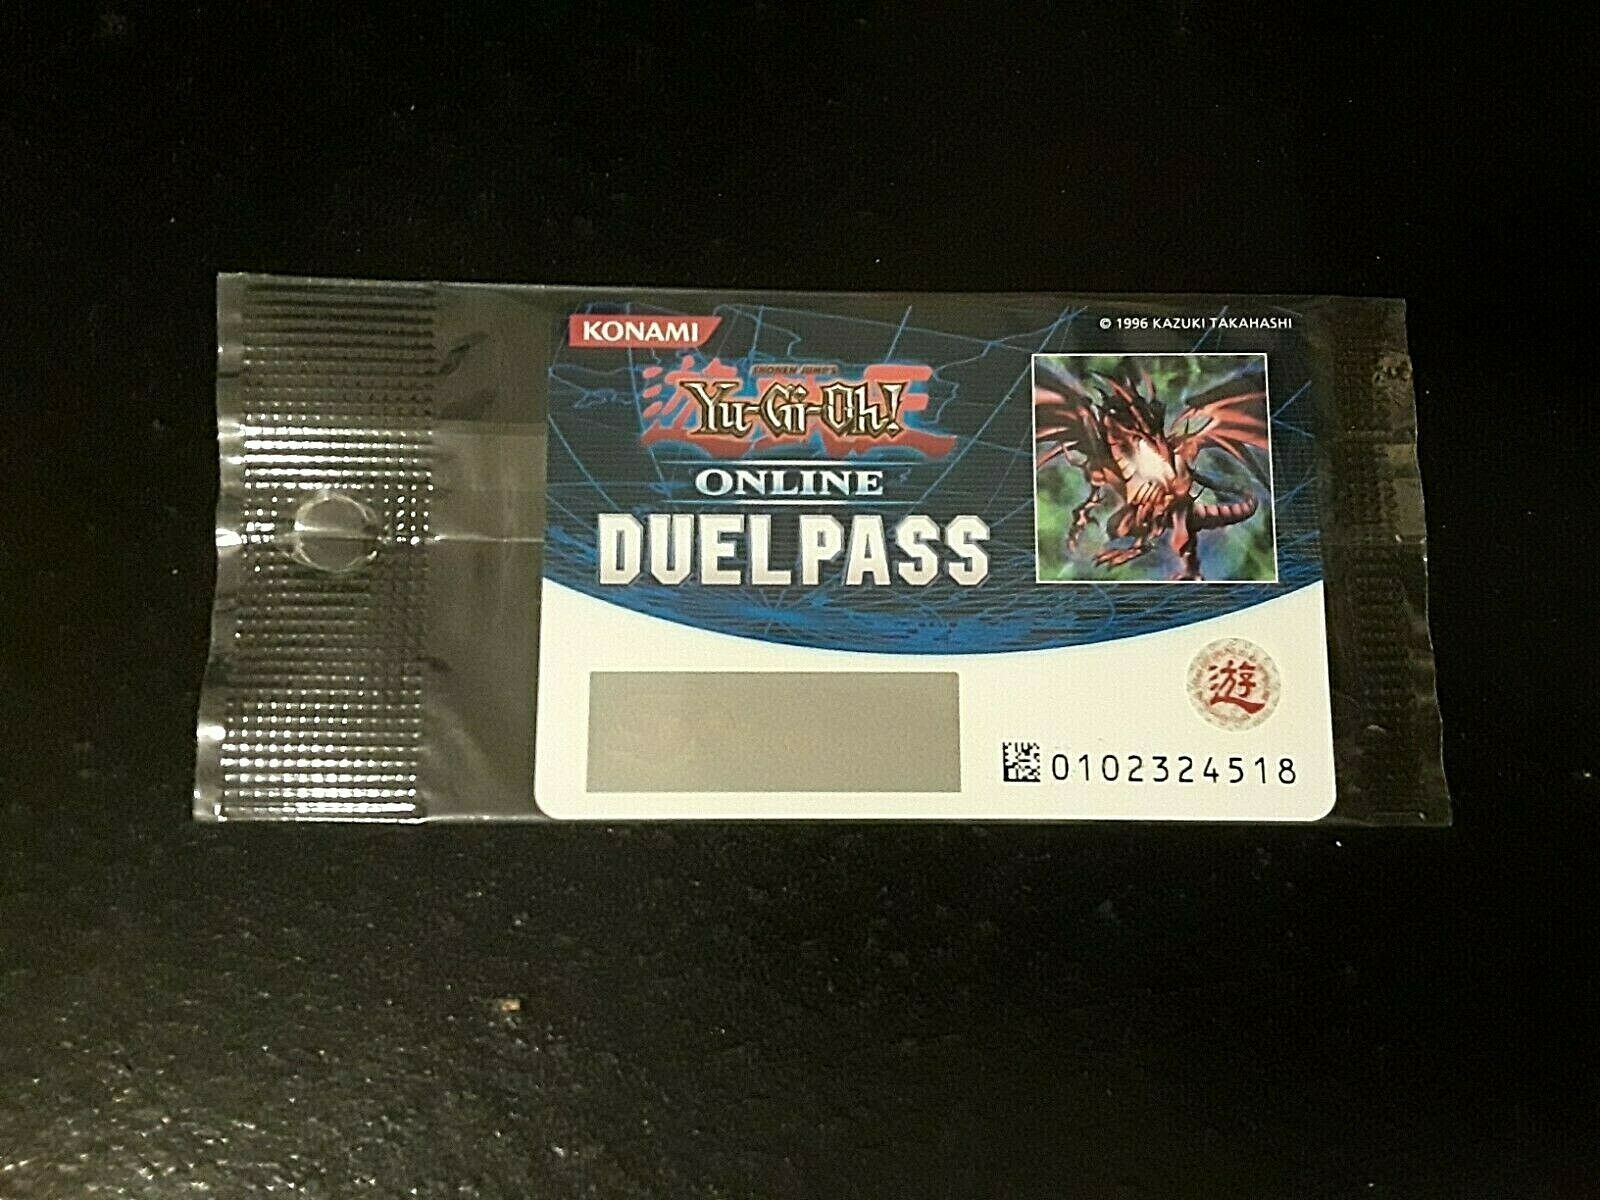 KONAMI
© 1996 KAZUKI TAKAHASHI
SHONEN JUMP'S
遊戯王
Yu-Gi-Oh!
ONLINE
DUELPASS
遊
0102324518